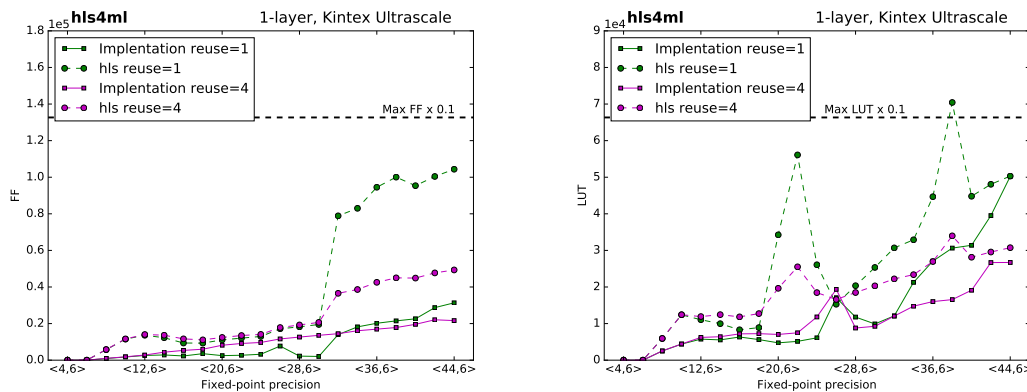 hls4ml 1-layer, Kintex Ultrascale
1e5
1.8
1.6
1.4
1.2
1.0
0.8
0.6
0.4
0.2
0.0
FF
Implentation reuse=1
hls reuse=1
Implentation reuse=4
hls reuse=4
Max FF x 0.1
<4,6> <12,6> <20,6> <28,6> <36,6> <44,6>
Fixed-point precision
hls4ml 1-layer, Kintex Ultrascale
1e4
9
8
7
6
5
4
3
2
1
0
LUT
Implentation reuse=1
hls reuse=1
Implentation reuse=4
hls reuse=4
Max LUT x 0.1
<4,6> <12,6> <20,6> <28,6> <36,6> <44,6>
Fixed-point precision